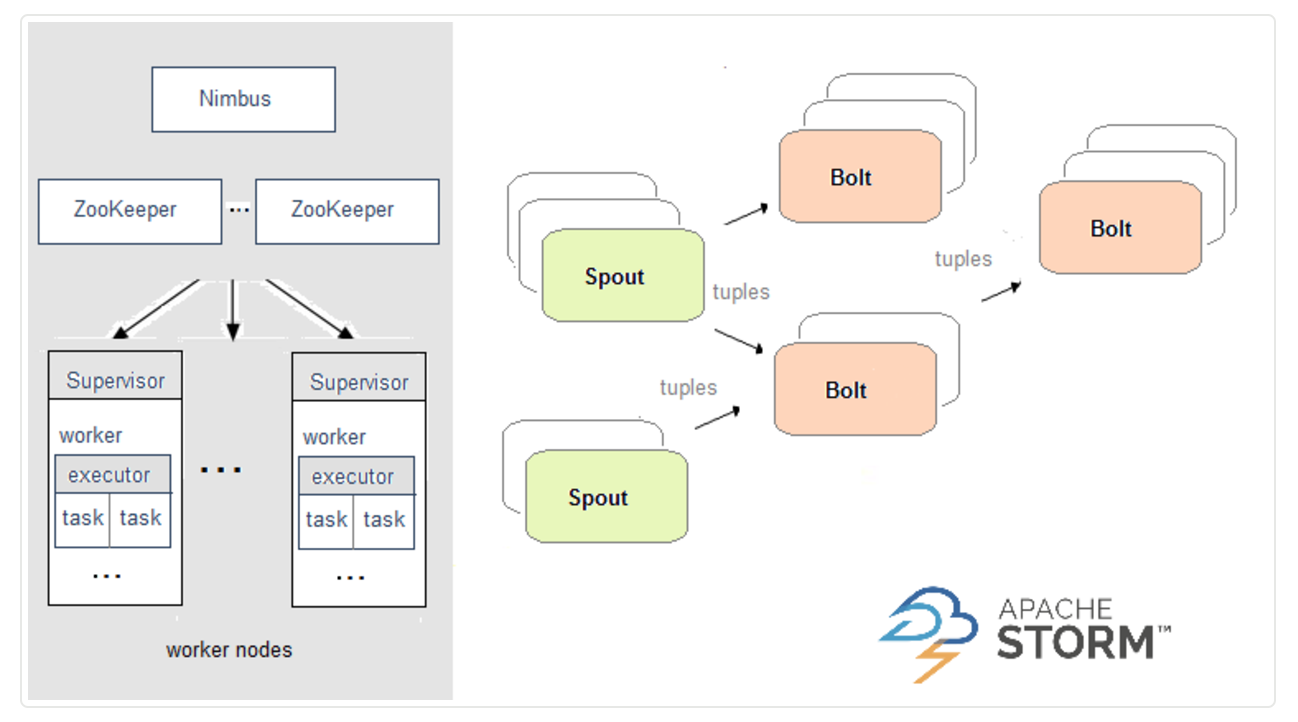 Nimbus
ZooKeeper ... ZooKeeper
Supervisor
worker
executor
task task
...
...
Supervisor
worker
executor
task task
...
worker nodes
Spout
tuples
Bolt
Spout
tuples
Bolt
tuples
Bolt
APACHE
STORM™